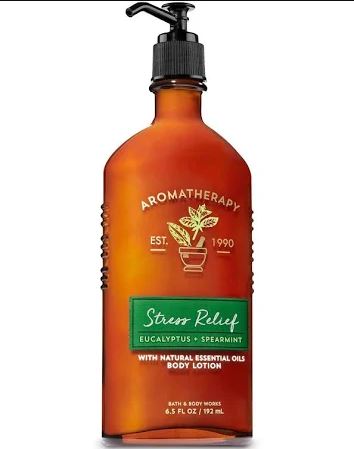 AROMATHERAPY
EST. 1990
Stress Relief
EUCALYPTUS + SPEARMINT
WITH NATURAL ESSENTIAL OILS
BODY LOTION
BATH & BODY WORKS
6.5 FL OZ / 192 mL